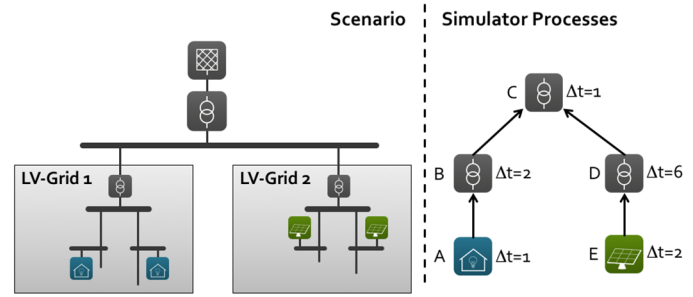 Scenario
Simulator Processes
C Δt=1
LV-Grid 1
LV-Grid 2
B Δt=2
D Δt=6
A Δt=1
E Δt=2